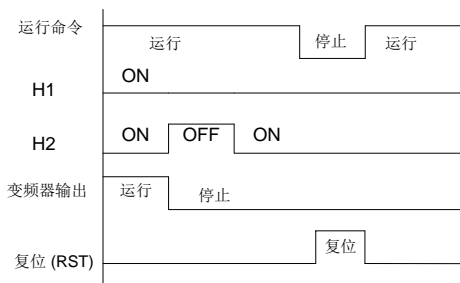 运行命令
运行 停止 运行
ON
H1
ON OFF ON
H2
变频器输出 运行 停止
复位
复位 (RST)